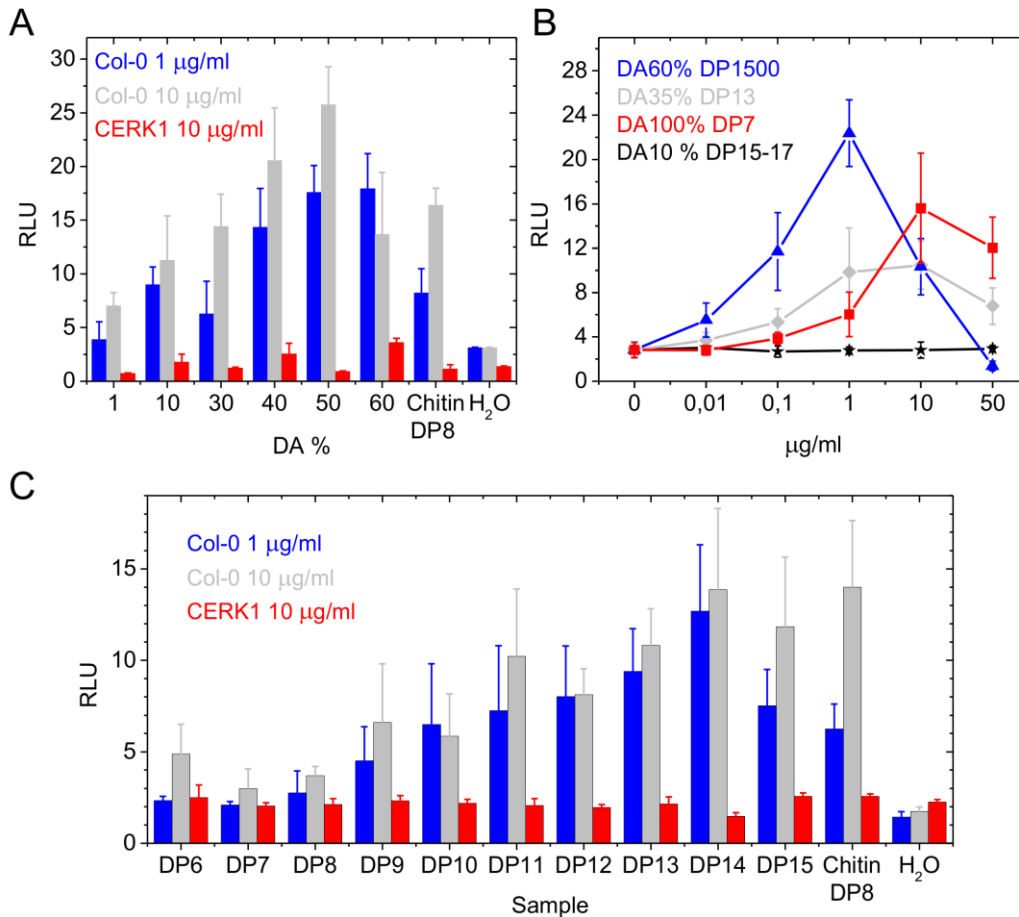 A
Col-0 1 μg/ml
Col-0 10 μg/ml
CERK1 10 μg/ml
RLU
30
25
20
15
10
5
0
1 10 30 40 50 60 Chitin DP8 H₂O
DA %
B
DA60% DP1500
DA35% DP13
DA100% DP7
DA10 % DP15-17
RLU
28
24
20
16
12
8
4
0
0 0,01 0,1 1 10 50
μg/ml
C
Col-0 1 μg/ml
Col-0 10 μg/ml
CERK1 10 μg/ml
RLU
15
10
5
0
DP6 DP7 DP8 DP9 DP10 DP11 DP12 DP13 DP14 DP15 Chitin DP8 H₂O
Sample